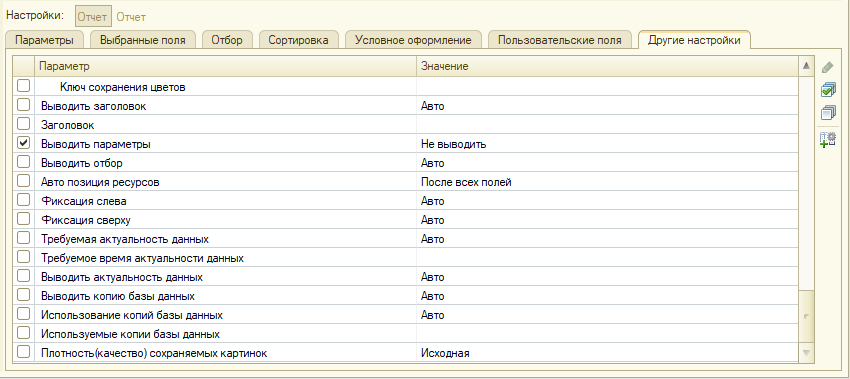 Настройки: Отчет Отчет
Параметры Выбранные поля Отбор Сортировка Условное оформление Пользовательские поля Другие настройки
Параметр Значение
Ключ сохранения цветов
Выводить заголовок Авто
Заголовок
Выводить параметры Не выводить
Выводить отбор Авто
Авто позиция ресурсов После всех полей
Фиксация слева Авто
Фиксация сверху Авто
Требуемая актуальность данных Авто
Требуемое время актуальности данных
Выводить актуальность данных Авто
Выводить копию базы данных Авто
Использование копий базы данных Авто
Используемые копии базы данных
Плотность(качество) сохраняемых картинок Исходная